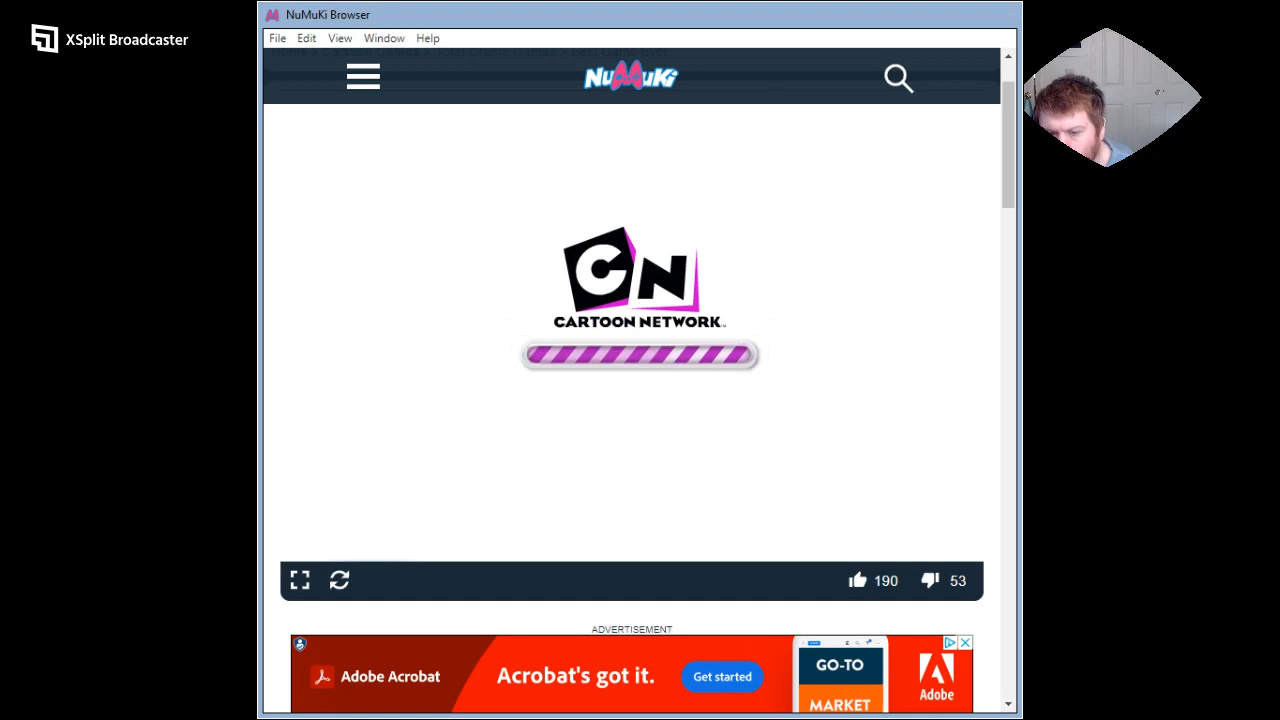 XSplit Broadcaster
NuMuKi Browser
File Edit View Window Help
NuMuKi
CN
CARTOON NETWORK
190 53
ADVERTISEMENT
Adobe Acrobat
Acrobat's got it.
Get started
GO-TO
MARKET
Adobe